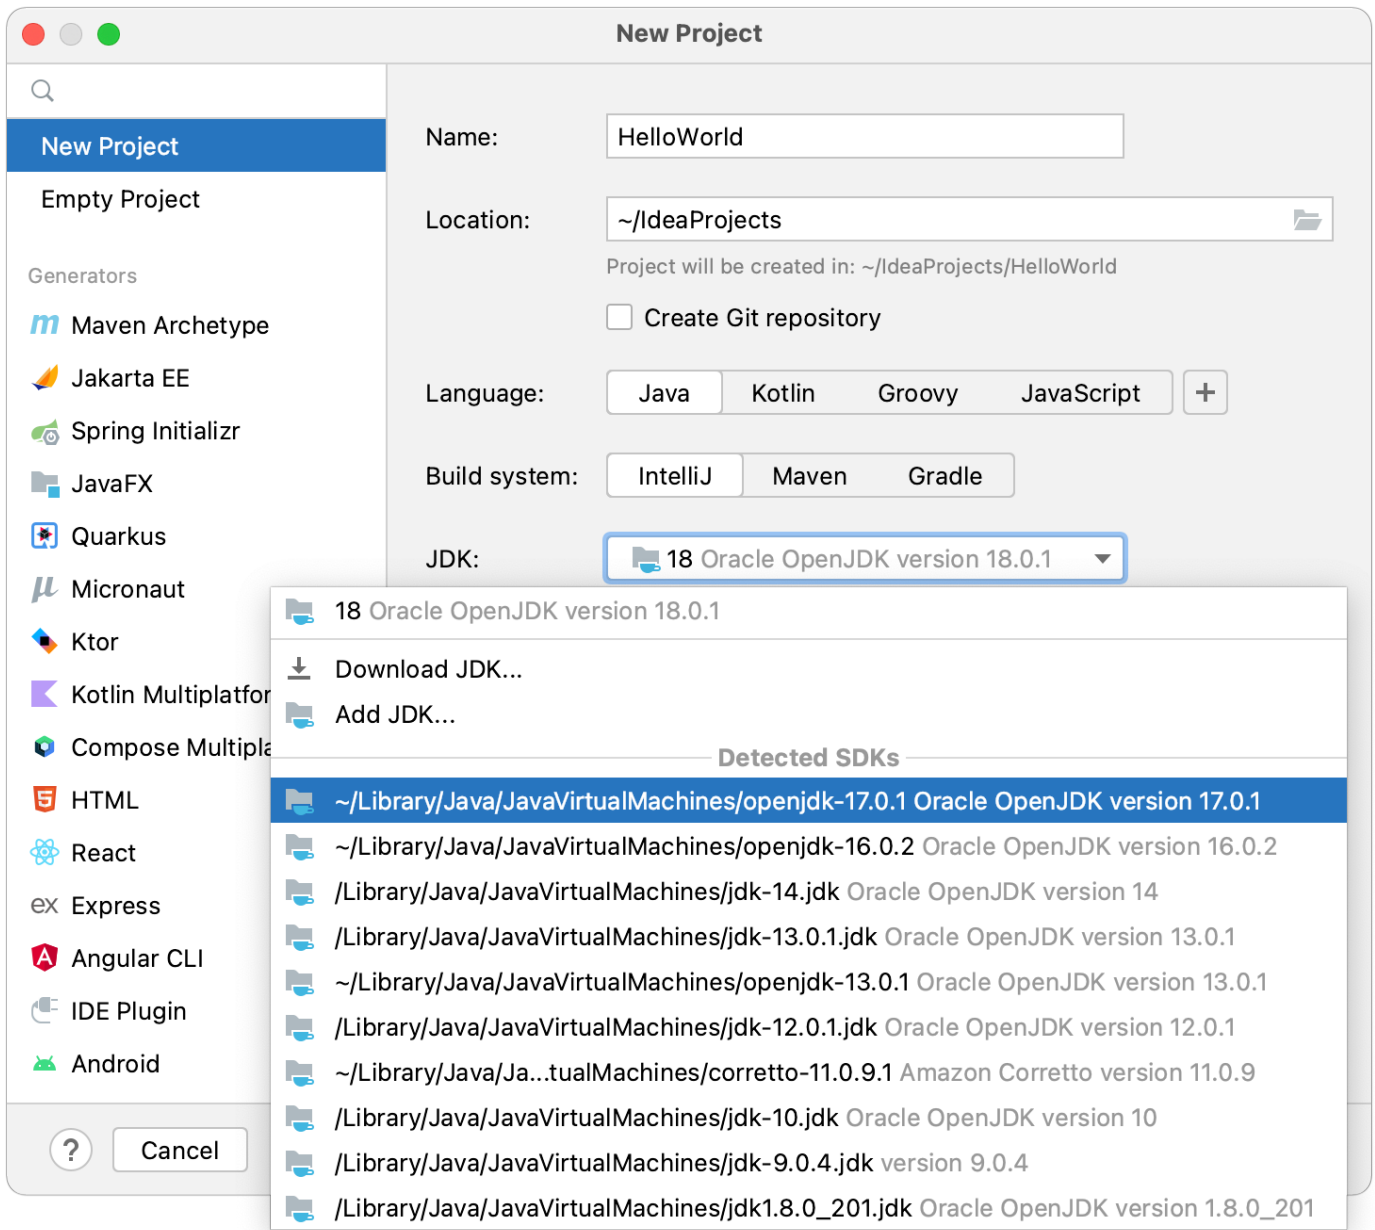 New Project
New Project
Empty Project
Generators
Maven Archetype
Jakarta EE
Spring Initializr
JavaFX
Quarkus
Micronaut
Ktor
Kotlin Multiplatfor
Compose Multipla
HTML
React
ex Express
Angular CLI
IDE Plugin
Android
? Cancel
Name: HelloWorld
Location: ~/IdeaProjects
Project will be created in: ~/IdeaProjects/HelloWorld
Create Git repository
Language: Java Kotlin Groovy JavaScript +
Build system: IntelliJ Maven Gradle
JDK: 18 Oracle OpenJDK version 18.0.1
18 Oracle OpenJDK version 18.0.1
Download JDK...
Add JDK...
Detected SDKs
~/Library/Java/JavaVirtualMachines/openjdk-17.0.1 Oracle OpenJDK version 17.0.1
~/Library/Java/JavaVirtualMachines/openjdk-16.0.2 Oracle OpenJDK version 16.0.2
/Library/Java/JavaVirtualMachines/jdk-14.jdk Oracle OpenJDK version 14
/Library/Java/JavaVirtualMachines/jdk-13.0.1.jdk Oracle OpenJDK version 13.0.1
~/Library/Java/JavaVirtualMachines/openjdk-13.0.1 Oracle OpenJDK version 13.0.1
/Library/Java/JavaVirtualMachines/jdk-12.0.1.jdk Oracle OpenJDK version 12.0.1
~/Library/Java/Ja...tualMachines/corretto-11.0.9.1 Amazon Corretto version 11.0.9
/Library/Java/JavaVirtualMachines/jdk-10.jdk Oracle OpenJDK version 10
/Library/Java/JavaVirtualMachines/jdk-9.0.4.jdk version 9.0.4
/Library/Java/JavaVirtualMachines/jdk1.8.0_201.jdk Oracle OpenJDK version 1.8.0_201